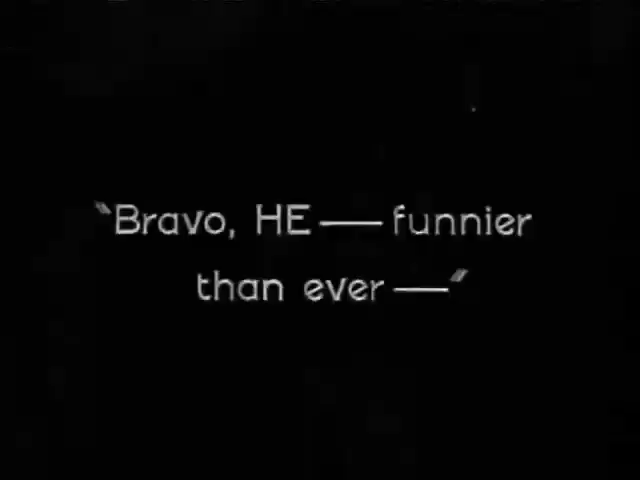 "Bravo, HE — funnier
than ever —"